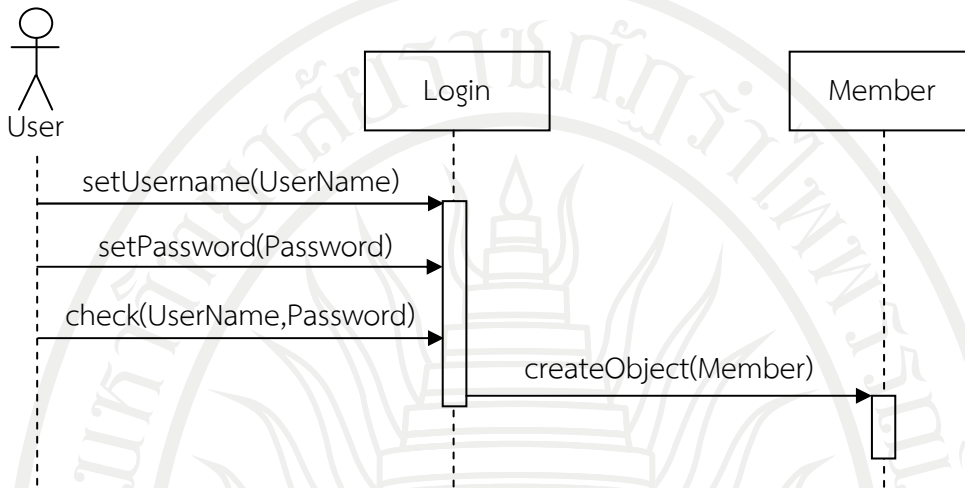 User
Login
Member
setUsername(UserName)
setPassword(Password)
check(UserName,Password)
createObject(Member)